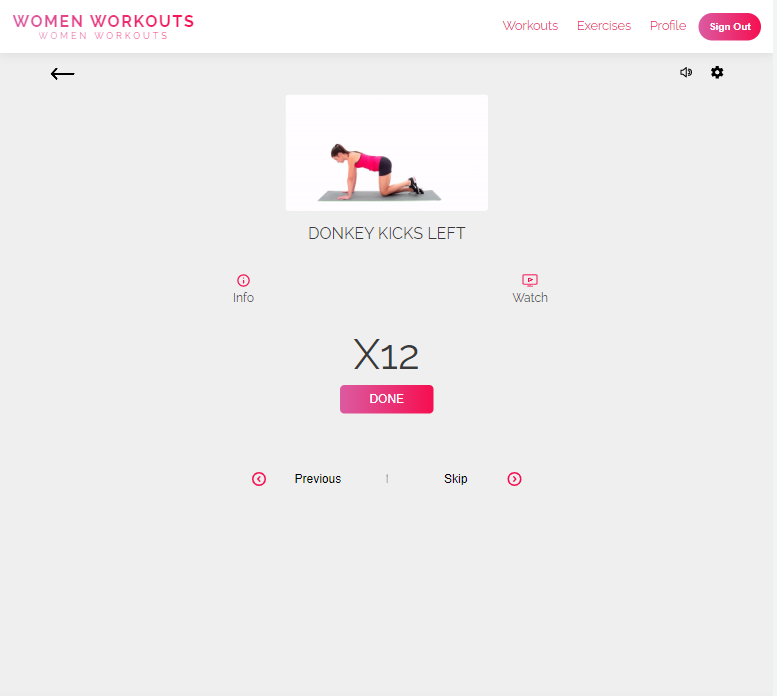 WOMEN WORKOUTS
WOMEN WORKOUTS
Workouts Exercises Profile Sign Out
DONKEY KICKS LEFT
Info Watch
X12
DONE
Previous | Skip